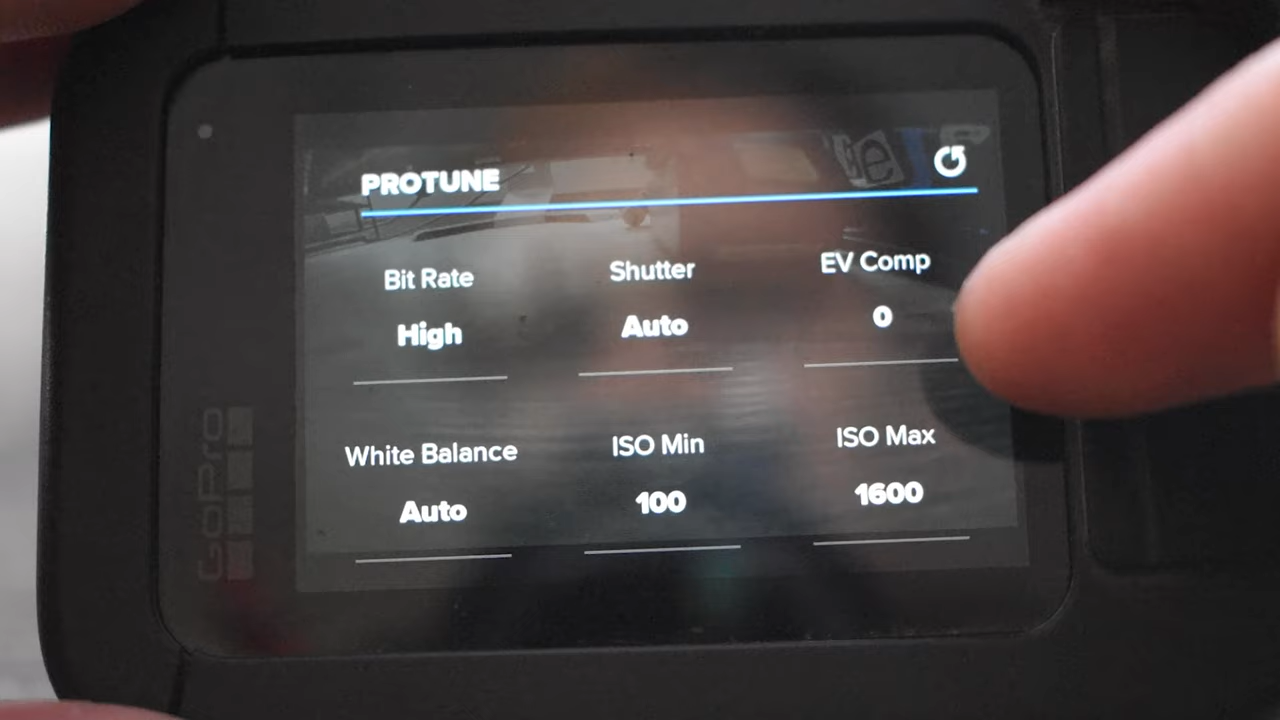 PROTUNE
Bit Rate
Shutter
EV Comp
High
Auto
0
White Balance
ISO Min
ISO Max
Auto
100
1600
GoPro